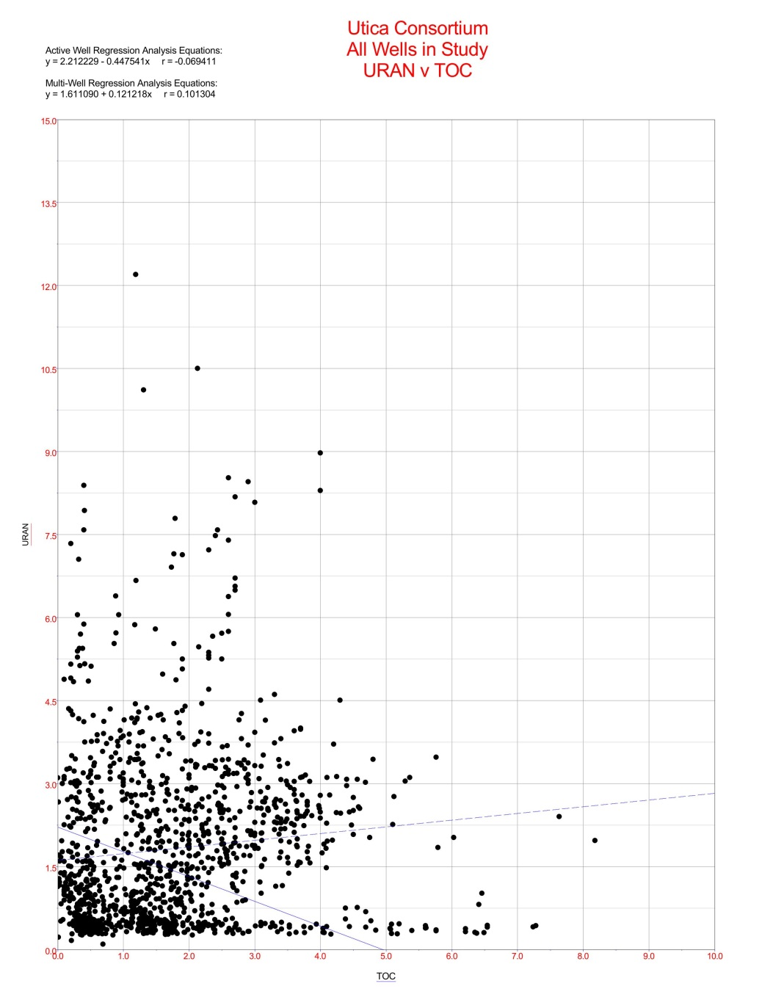 Utica Consortium
All Wells in Study
URAN v TOC
Active Well Regression Analysis Equations:
y = 2.212229 - 0.447541x r = -0.069411
Multi-Well Regression Analysis Equations:
y = 1.611090 + 0.121218x r = 0.101304
15.0
13.5
12.0
10.5
9.0
7.5
6.0
4.5
3.0
1.5
0.0
URAN
0.0 1.0 2.0 3.0 4.0 5.0 6.0 7.0 8.0 9.0 10.0
TOC